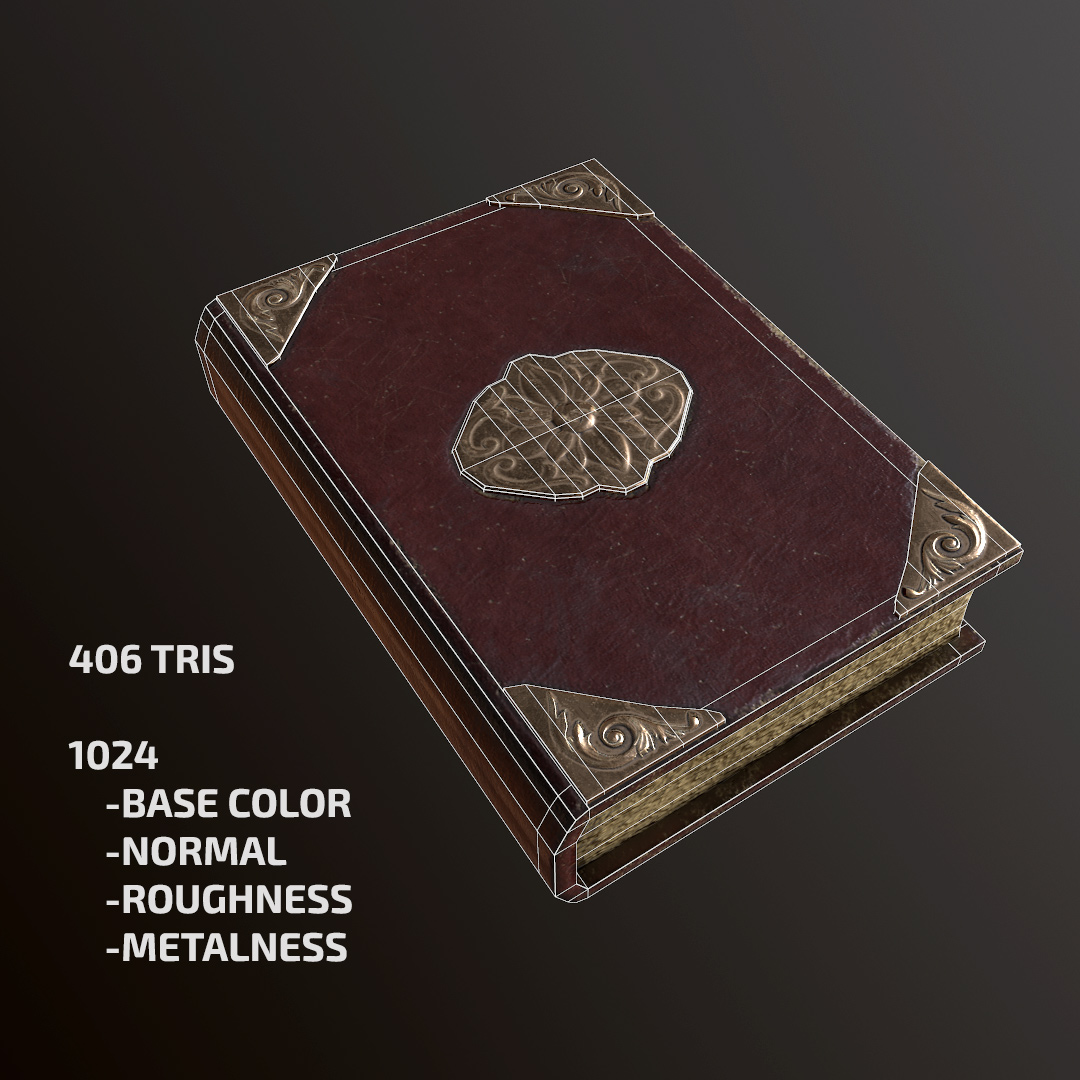 406 TRIS
1024
-BASE COLOR
-NORMAL
-ROUGHNESS
-METALNESS